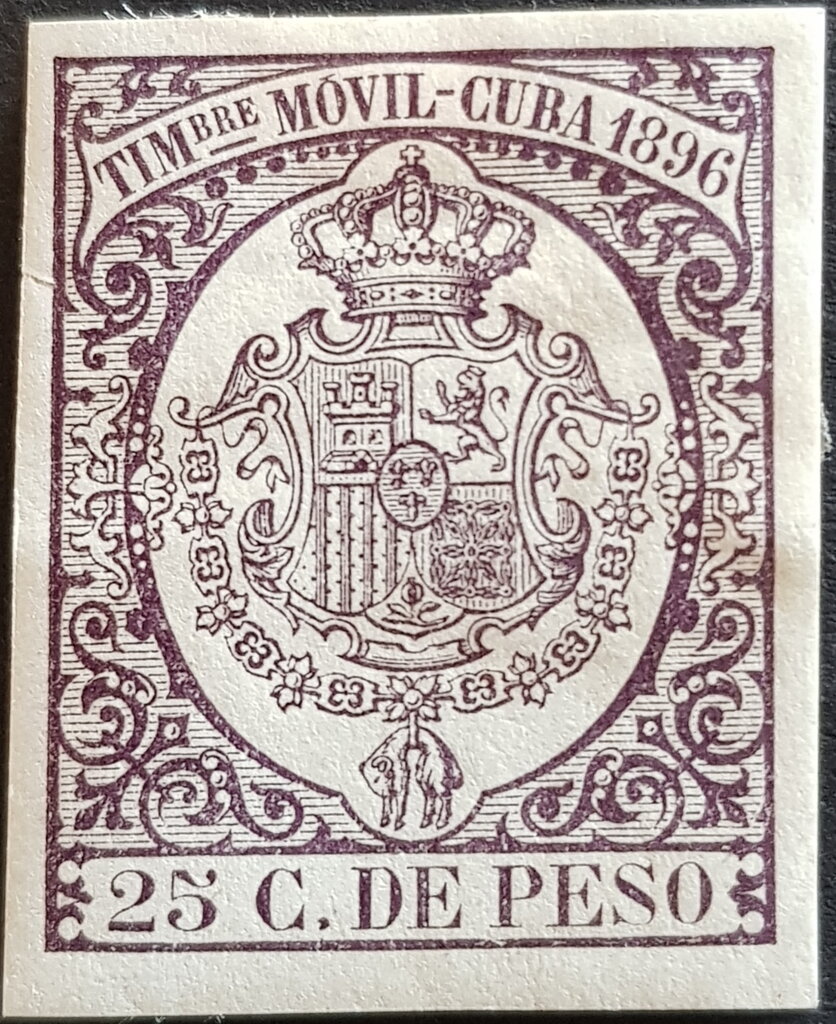 TIMBRE MÓVIL-CUBA 1896
25 C. DE PESO